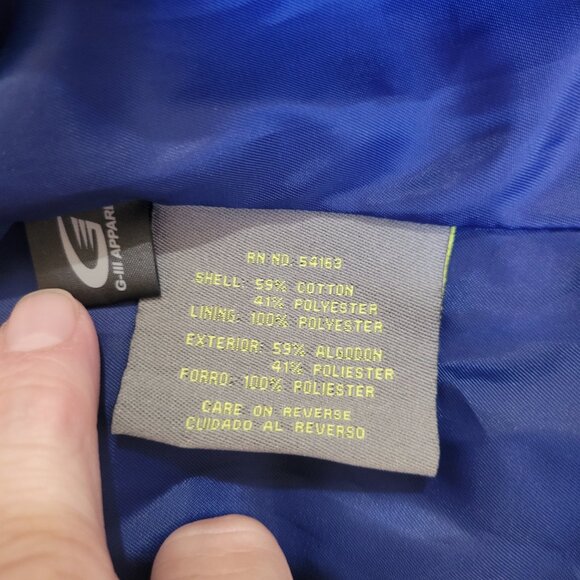 G-III APPAREL
RN NO. 54163
SHELL: 59% COTTON
41% POLYESTER
LINING: 100% POLYESTER
EXTERIOR: 59% ALGODON
41% POLIESTER
FORRO: 100% POLIESTER
CARE ON REVERSE
CUIDADO AL REVERSO